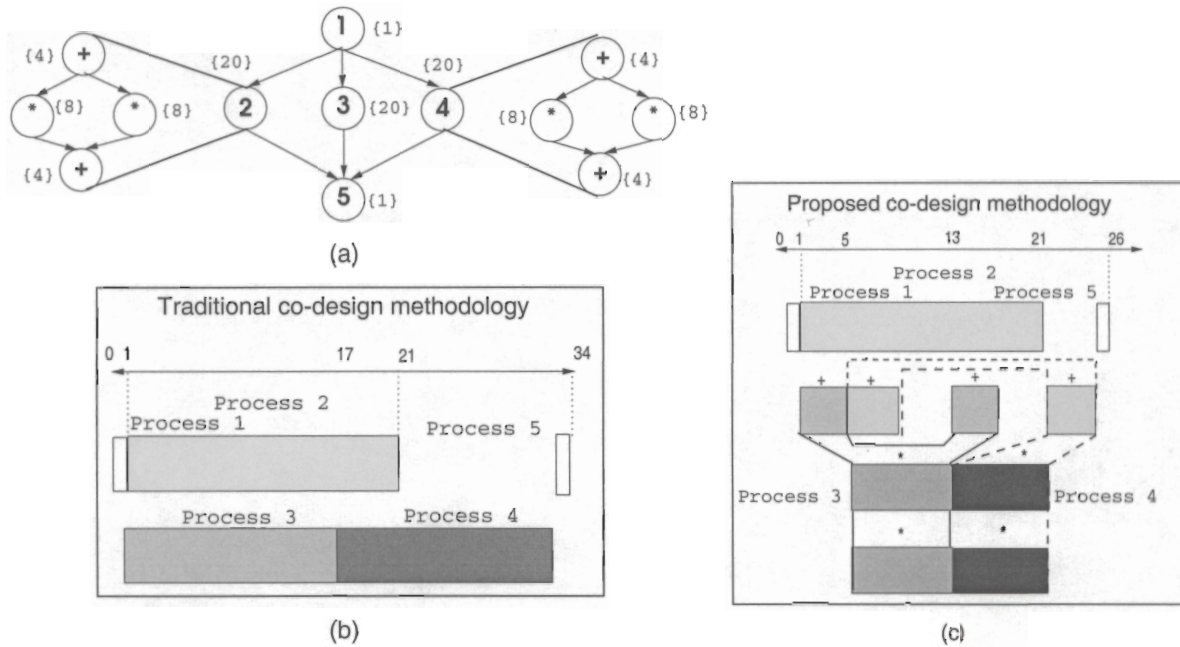 1 {1}
{4} + {20} {20} + {4}
* {8} * {8} 2 3 {20} 4 {8} * * {8}
{4} + 5 {1} + {4}
(a)
Traditional co-design methodology
0 1 17 21 34
Process 2
Process 1 Process 5
Process 3 Process 4
(b)
Proposed co-design methodology
0 1 5 13 21 26
Process 2
Process 1 Process 5
+ + + +
* *
Process 3 Process 4
* *
(c)